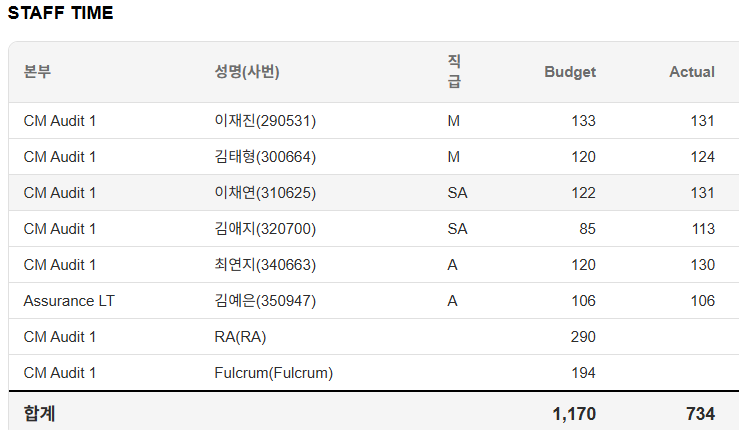 STAFF TIME
본부 성명(사번) 직급 Budget Actual
CM Audit 1 이재진(290531) M 133 131
CM Audit 1 김태형(300664) M 120 124
CM Audit 1 이채연(310625) SA 122 131
CM Audit 1 김애지(320700) SA 85 113
CM Audit 1 최연지(340663) A 120 130
Assurance LT 김예은(350947) A 106 106
CM Audit 1 RA(RA) 290
CM Audit 1 Fulcrum(Fulcrum) 194
합계 1,170 734